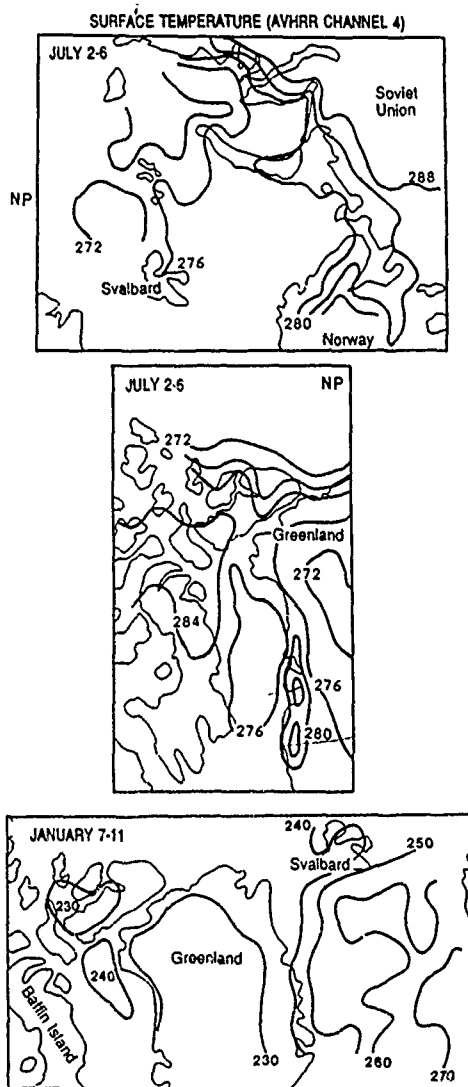 SURFACE TEMPERATURE (AVHRR CHANNEL 4)
JULY 2-6
Soviet
Union
NP
288
272
276
Svalbard
280
Norway
JULY 2-6
NP
272
Greenland
272
284
276
276
280
JANUARY 7-11
240
250
Svalbard
230
240
Greenland
Baffin Island
230
260
270